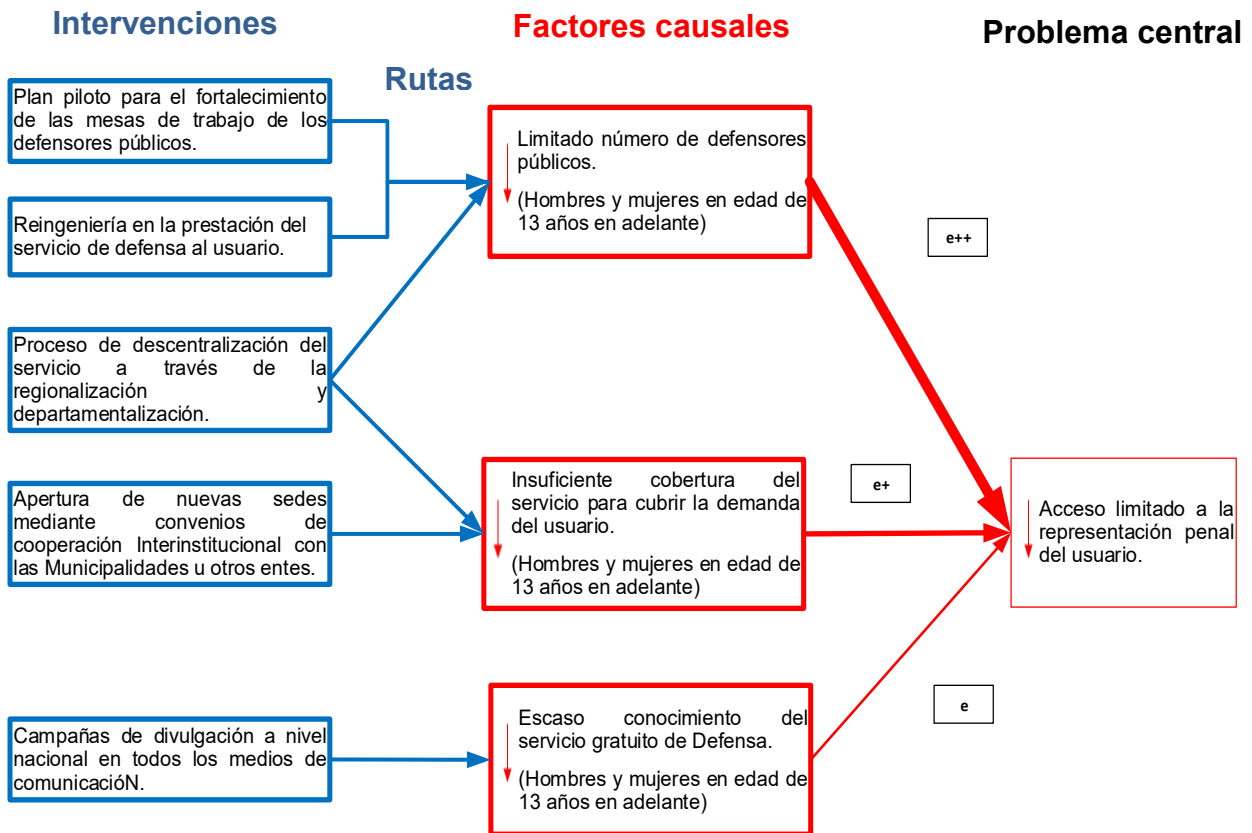 Intervenciones
Factores causales
Problema central
Rutas
Plan piloto para el fortalecimiento
de las mesas de trabajo de los
defensores públicos.
Reingeniería en la prestación del
servicio de defensa al usuario.
Proceso de descentralización del
servicio a través de la
regionalización y
departamentalización.
Apertura de nuevas sedes
mediante convenios de
cooperación Interinstitucional con
las Municipalidades u otros entes.
Campañas de divulgación a nivel
nacional en todos los medios de
comunicacióN.
Limitado número de defensores
públicos.
(Hombres y mujeres en edad de
13 años en adelante)
Insuficiente cobertura del
servicio para cubrir la demanda
del usuario.
(Hombres y mujeres en edad de
13 años en adelante)
Escaso conocimiento del
servicio gratuito de Defensa.
(Hombres y mujeres en edad de
13 años en adelante)
e++
e+
e
Acceso limitado a la
representación penal
del usuario.